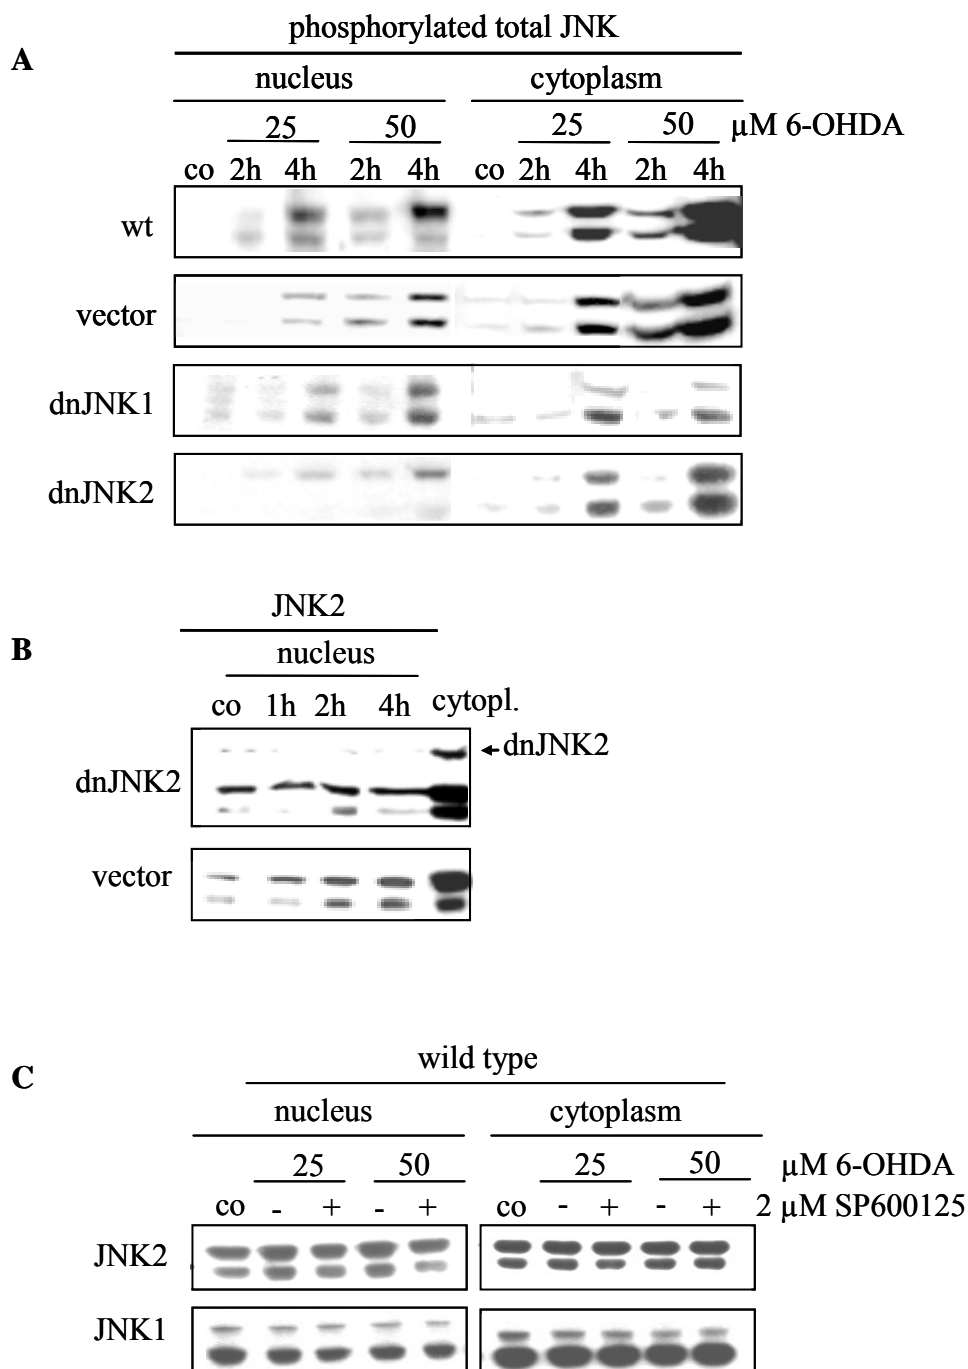 A
phosphorylated total JNK
nucleus cytoplasm
25 50 25 50 µM 6-OHDA
co 2h 4h 2h 4h co 2h 4h 2h 4h
wt
vector
dnJNK1
dnJNK2
B
JNK2
nucleus
co 1h 2h 4h cytopl.
dnJNK2
dnJNK2
vector
C
wild type
nucleus cytoplasm
25 50 25 50 µM 6-OHDA
co - + - + co - + - + 2 µM SP600125
JNK2
JNK1